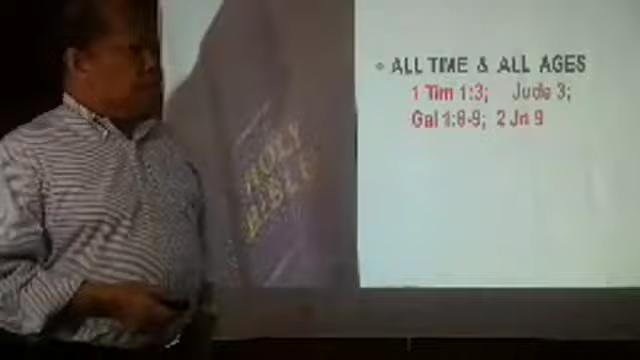 HOLY
BIBLE
• ALL TIME & ALL AGES
1 Tim 1:3; Jude 3;
Gal 1:8-9; 2 Jn 9